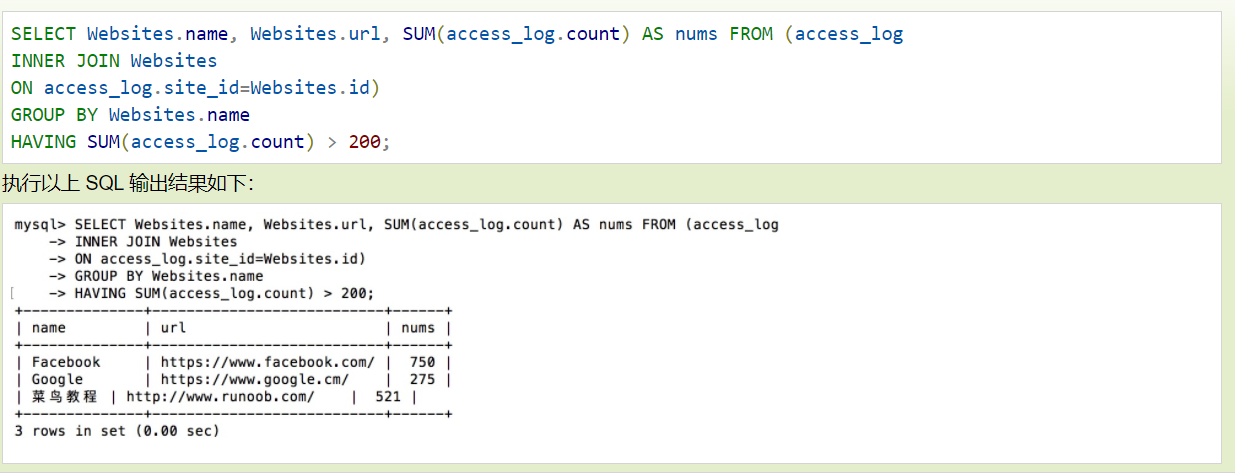 SELECT Websites.name, Websites.url, SUM(access_log.count) AS nums FROM (access_log
INNER JOIN Websites
ON access_log.site_id=Websites.id)
GROUP BY Websites.name
HAVING SUM(access_log.count) > 200;
执行以上 SQL 输出结果如下：
mysql> SELECT Websites.name, Websites.url, SUM(access_log.count) AS nums FROM (access_log
    -> INNER JOIN Websites
    -> ON access_log.site_id=Websites.id)
    -> GROUP BY Websites.name
[   -> HAVING SUM(access_log.count) > 200;
+--------------+---------------------------+------+
| name         | url                       | nums |
+--------------+---------------------------+------+
| Facebook     | https://www.facebook.com/ |  750 |
| Google       | https://www.google.cm/    |  275 |
| 菜鸟教程 | http://www.runoob.com/    |  521 |
+--------------+---------------------------+------+
3 rows in set (0.00 sec)